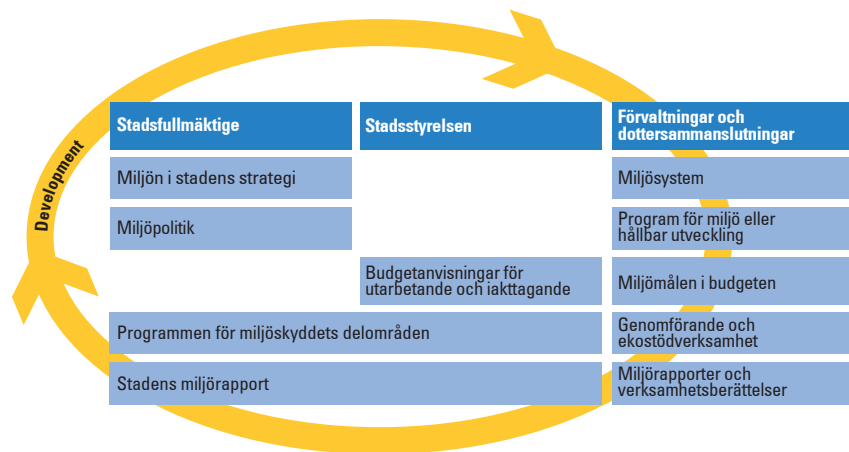 Development
Stadsfullmäktige
Stadsstyrelsen
Förvaltningar och
dottersammanslutningar
Miljön i stadens strategi
Miljösystem
Miljöpolitik
Program för miljö eller
hållbar utveckling
Budgetanvisningar för
utarbetande och iakttagande
Miljömålen i budgeten
Programmen för miljöskyddets delområden
Genomförande och
ekostödverksamhet
Stadens miljörapport
Miljörapporter och
verksamhetsberättelser